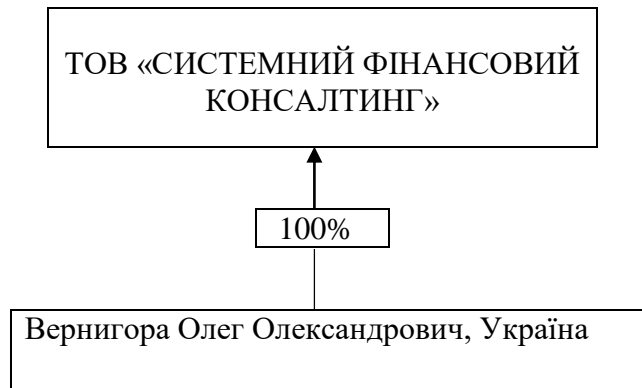 ТОВ «СИСТЕМНИЙ ФІНАНСОВИЙ
КОНСАЛТИНГ»
100%
Вернигора Олег Олександрович, Україна